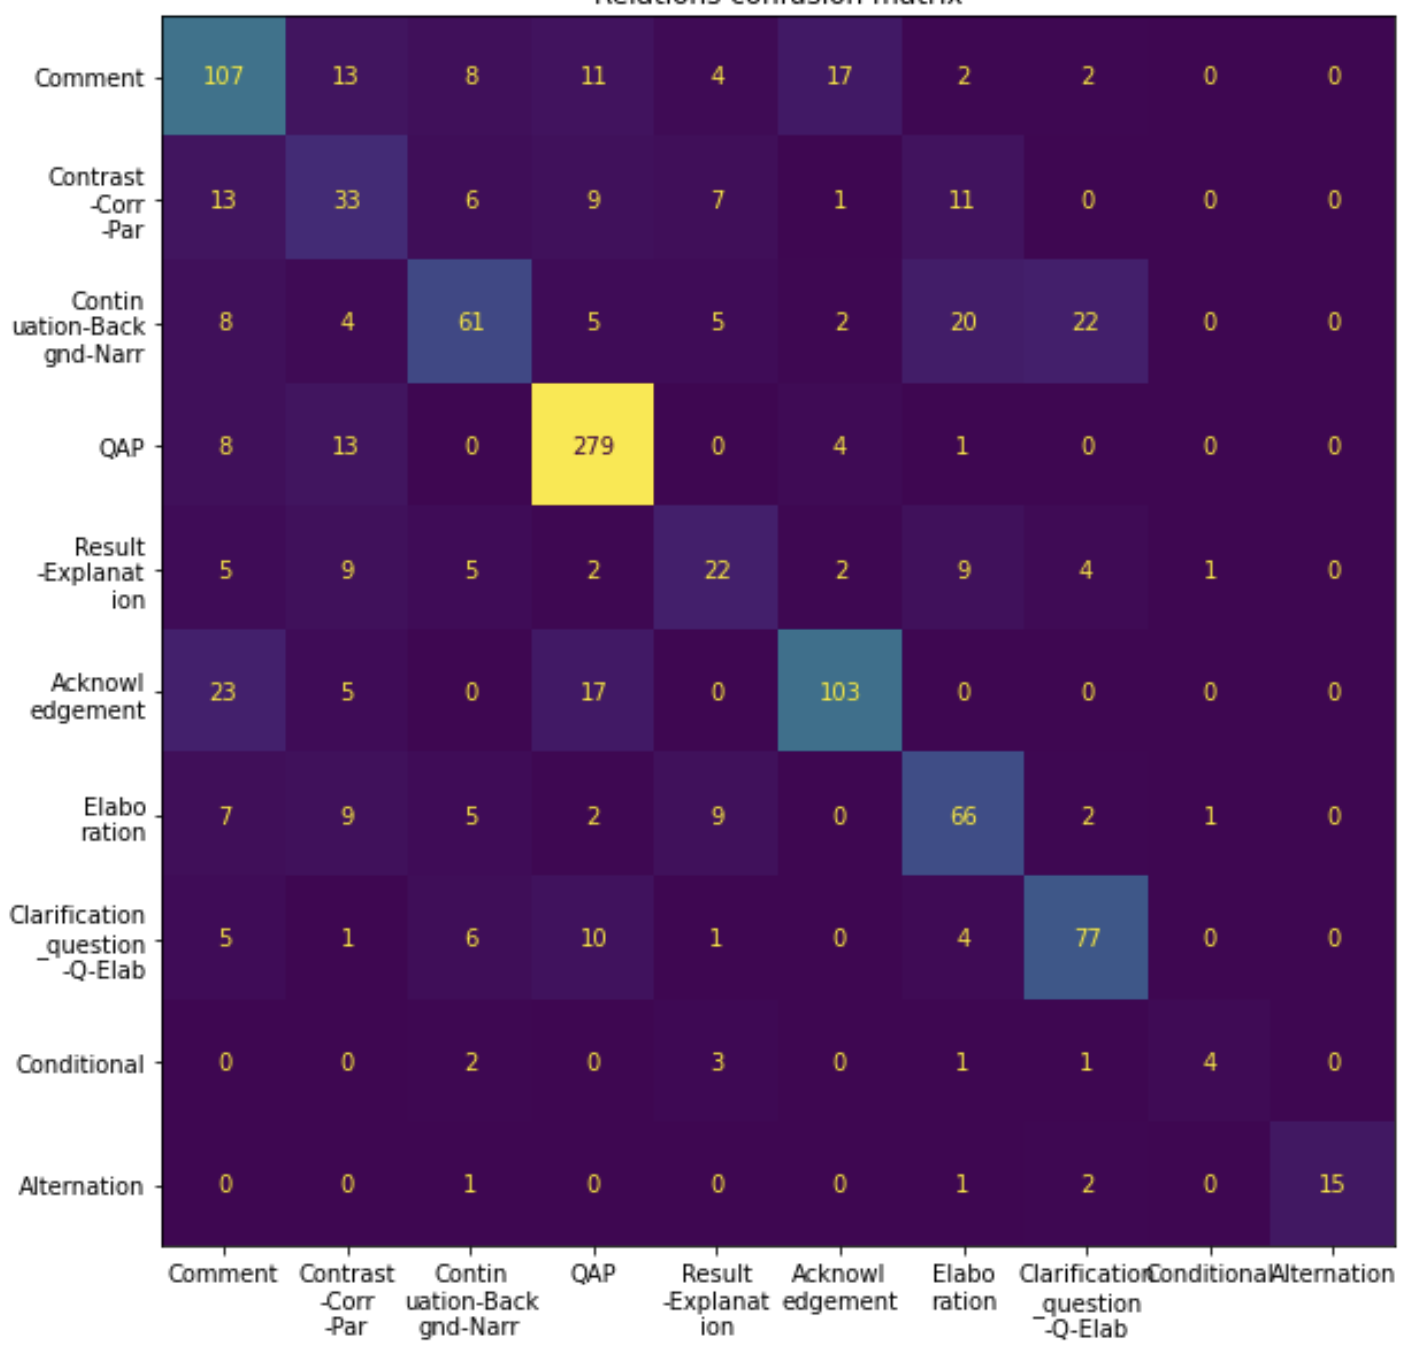 Relations confusion matrix
Comment 107 13 8 11 4 17 2 2 0 0
Contrast
-Corr
-Par
13 33 6 9 7 1 11 0 0 0
Contin
uation-Back
gnd-Narr
8 4 61 5 5 2 20 22 0 0
QAP 8 13 0 279 0 4 1 0 0 0
Result
-Explanat
ion
5 9 5 2 22 2 9 4 1 0
Acknowl
edgement
23 5 0 17 0 103 0 0 0 0
Elabo
ration
7 9 5 2 9 0 66 2 1 0
Clarification
_question
-Q-Elab
5 1 6 10 1 0 4 77 0 0
Conditional 0 0 2 0 3 0 1 1 4 0
Alternation 0 0 1 0 0 0 1 2 0 15
Comment Contrast Contin QAP Result Acknowl Elabo Clarification Conditional Alternation
-Corr uation-Back -Explanat edgement ration _question
-Par gnd-Narr ion -Q-Elab